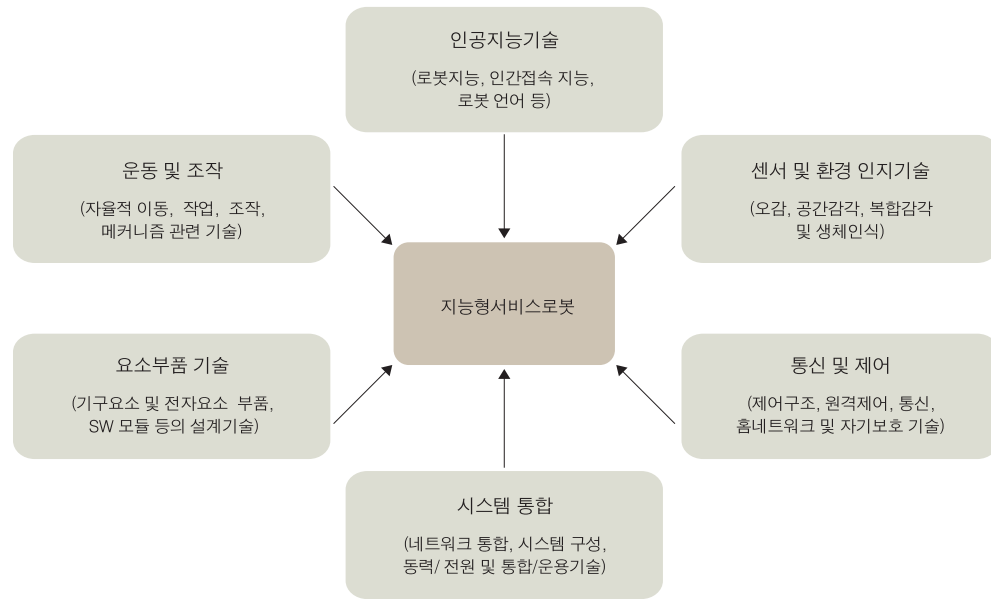 인공지능기술
(로봇지능, 인간접속 지능,
로봇 언어 등)
운동 및 조작
(자율적 이동, 작업, 조작,
메커니즘 관련 기술)
센서 및 환경 인지기술
(오감, 공간감각, 복합감각
및 생체인식)
지능형서비스로봇
요소부품 기술
(기구요소 및 전자요소 부품,
SW 모듈 등의 설계기술)
통신 및 제어
(제어구조, 원격제어, 통신,
홈네트워크 및 자기보호 기술)
시스템 통합
(네트워크 통합, 시스템 구성,
동력/ 전원 및 통합/운용기술)